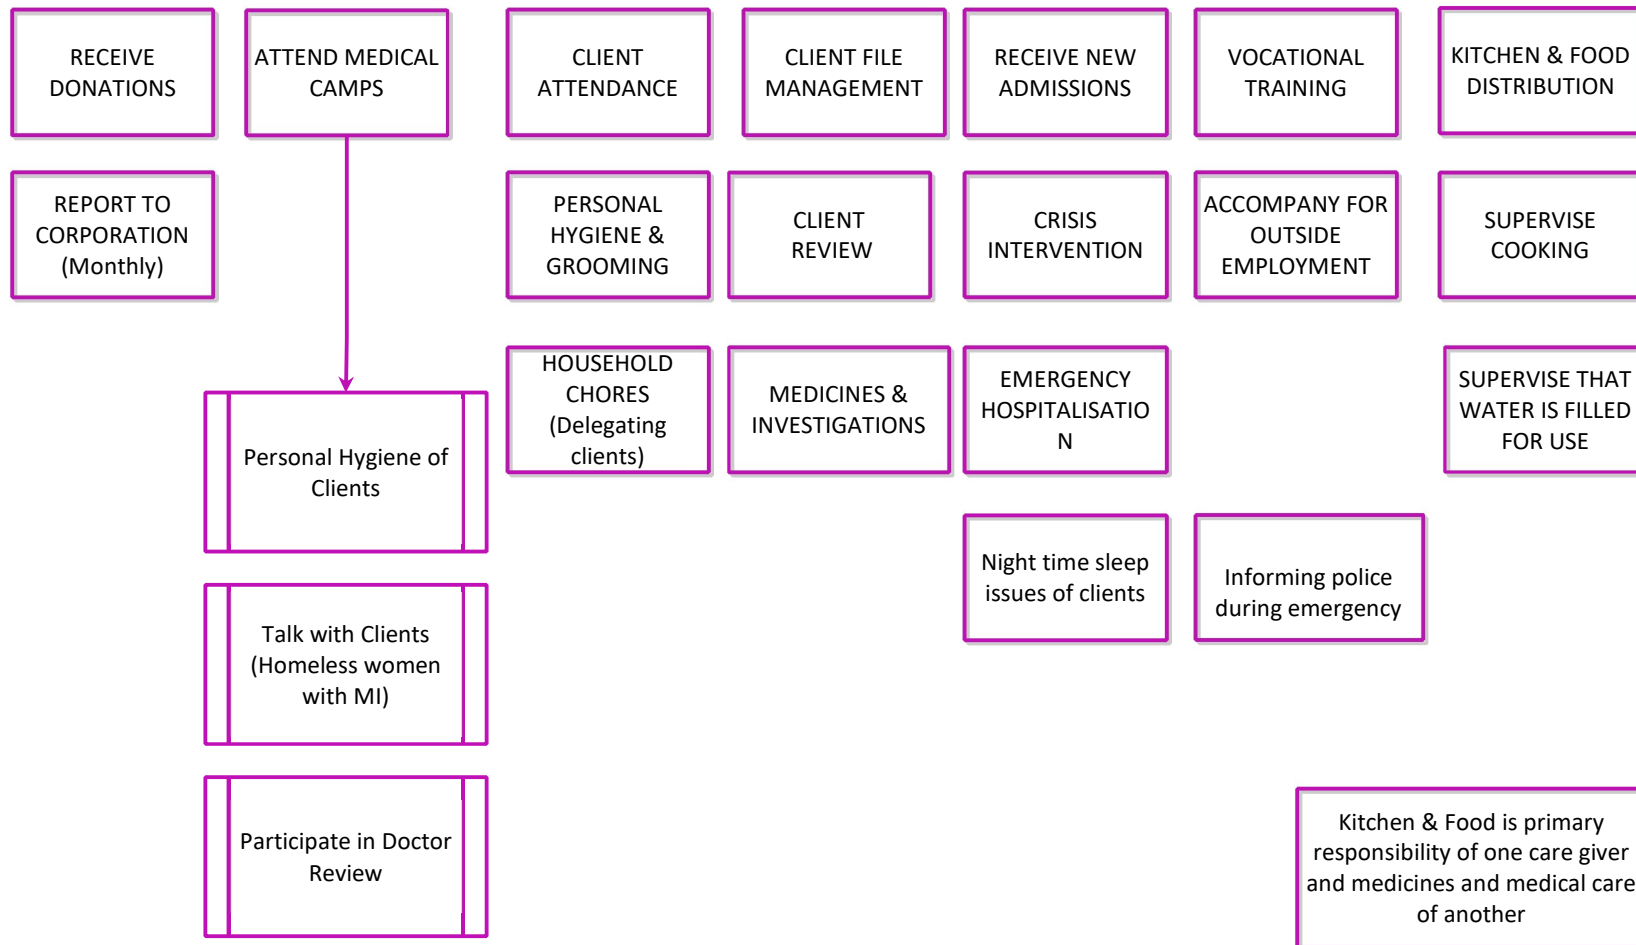 RECEIVE
DONATIONS
ATTEND MEDICAL
CAMPS
CLIENT
ATTENDANCE
CLIENT FILE
MANAGEMENT
RECEIVE NEW
ADMISSIONS
VOCATIONAL
TRAINING
KITCHEN & FOOD
DISTRIBUTION
REPORT TO
CORPORATION
(Monthly)
PERSONAL
HYGIENE &
GROOMING
CLIENT
REVIEW
CRISIS
INTERVENTION
ACCOMPANY FOR
OUTSIDE
EMPLOYMENT
SUPERVISE
COOKING
HOUSEHOLD
CHORES
(Delegating
clients)
MEDICINES &
INVESTIGATIONS
EMERGENCY
HOSPITALISATIO
N
SUPERVISE THAT
WATER IS FILLED
FOR USE
Personal Hygiene of
Clients
Night time sleep
issues of clients
Informing police
during emergency
Talk with Clients
(Homeless women
with MI)
Participate in Doctor
Review
Kitchen & Food is primary
responsibility of one care giver
and medicines and medical care
of another